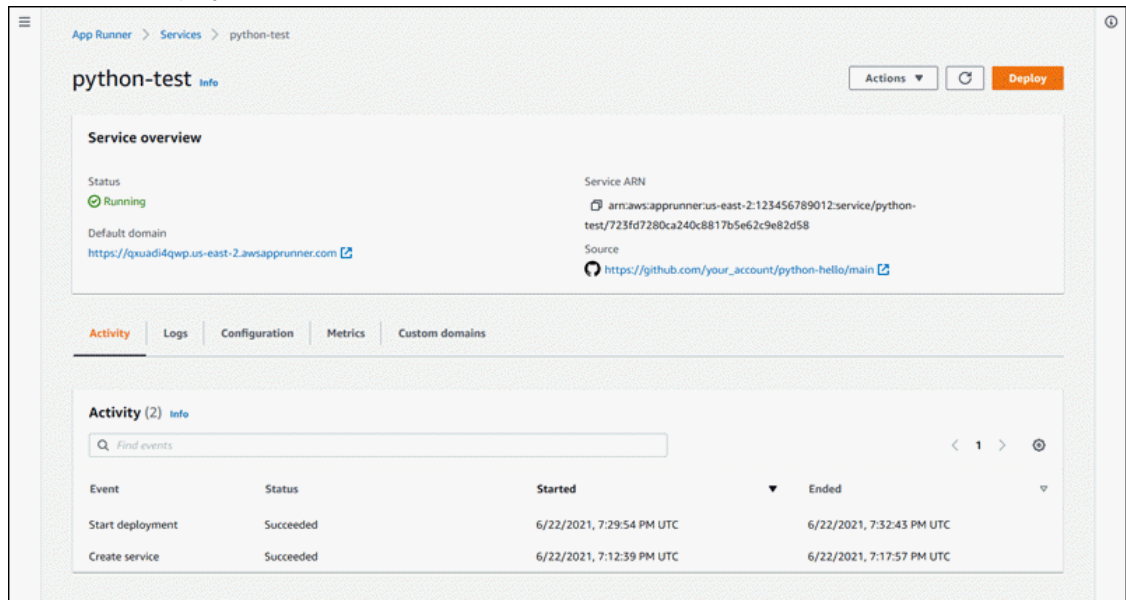 App Runner > Services > python-test
python-test Info
Actions ▼ Deploy
Service overview
Status
Running
Default domain
https://qxuadi4qwp.us-east-2.awsapprunner.com
Service ARN
arn:aws:apprunner:us-east-2:123456789012:service/python-
test/723fd7280ca240c8817b5e62c9e82d58
Source
https://github.com/your_account/python-hello/main
Activity Logs Configuration Metrics Custom domains
Activity (2) Info
Find events
< 1 >
Event Status Started ▼ Ended
Start deployment Succeeded 6/22/2021, 7:29:54 PM UTC 6/22/2021, 7:32:43 PM UTC
Create service Succeeded 6/22/2021, 7:12:39 PM UTC 6/22/2021, 7:17:57 PM UTC